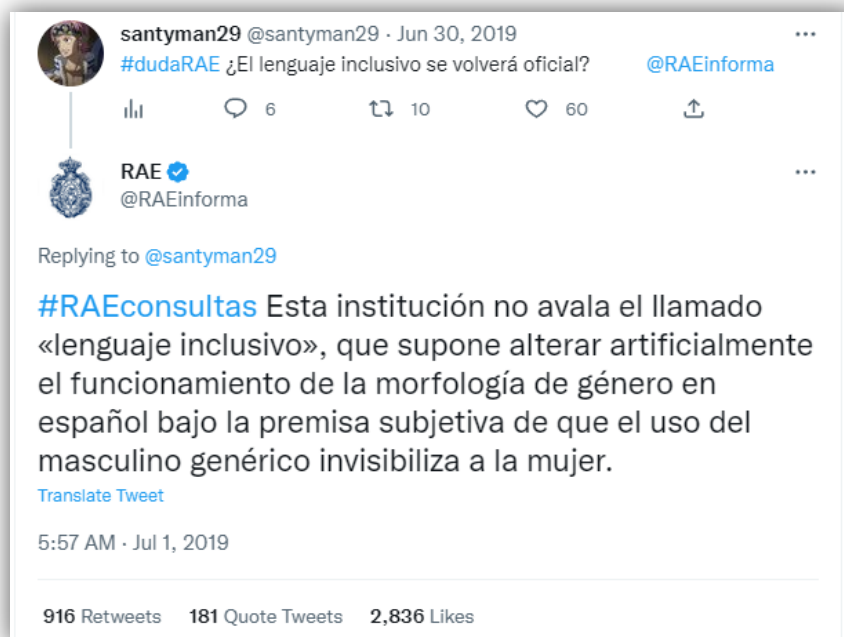 santyman29 @santyman29 · Jun 30, 2019
#dudaRAE ¿El lenguaje inclusivo se volverá oficial? @RAEinforma
6 10 60
RAE
@RAEinforma
Replying to @santyman29
#RAEconsultas Esta institución no avala el llamado
«lenguaje inclusivo», que supone alterar artificialmente
el funcionamiento de la morfología de género en
español bajo la premisa subjetiva de que el uso del
masculino genérico invisibiliza a la mujer.
Translate Tweet
5:57 AM · Jul 1, 2019
916 Retweets 181 Quote Tweets 2,836 Likes